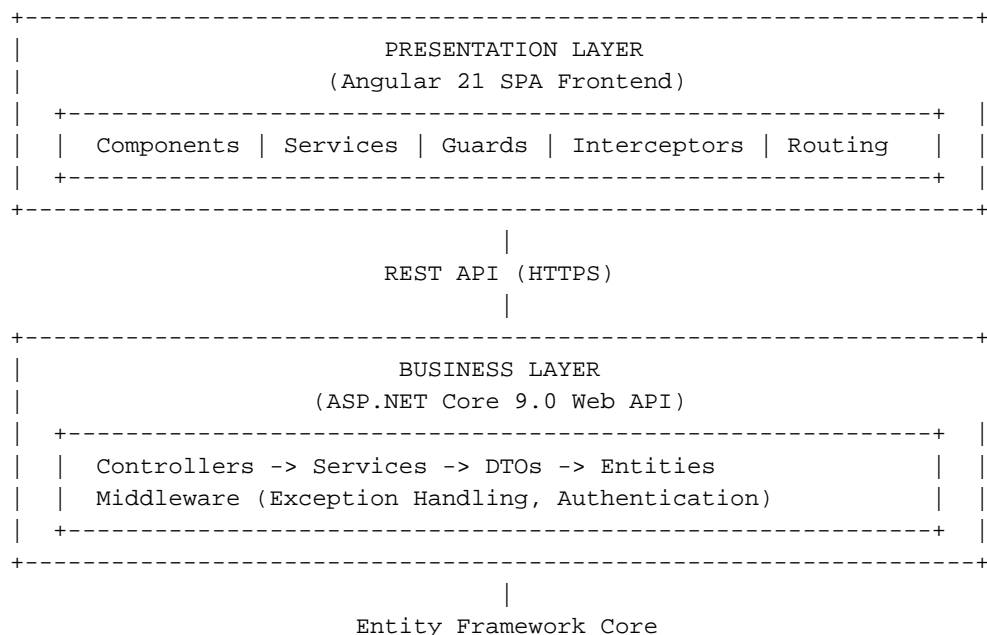 +------------------------------------------------------------------+
| PRESENTATION LAYER
| (Angular 21 SPA Frontend)
| +------------------------------------------------------------+ |
| | Components | Services | Guards | Interceptors | Routing | |
| +------------------------------------------------------------+ |
+------------------------------------------------------------------+
|
REST API (HTTPS)
|
+------------------------------------------------------------------+
| BUSINESS LAYER
| (ASP.NET Core 9.0 Web API)
| +------------------------------------------------------------+ |
| | Controllers -> Services -> DTOs -> Entities | |
| | Middleware (Exception Handling, Authentication) | |
| +------------------------------------------------------------+ |
+------------------------------------------------------------------+
|
Entity Framework Core